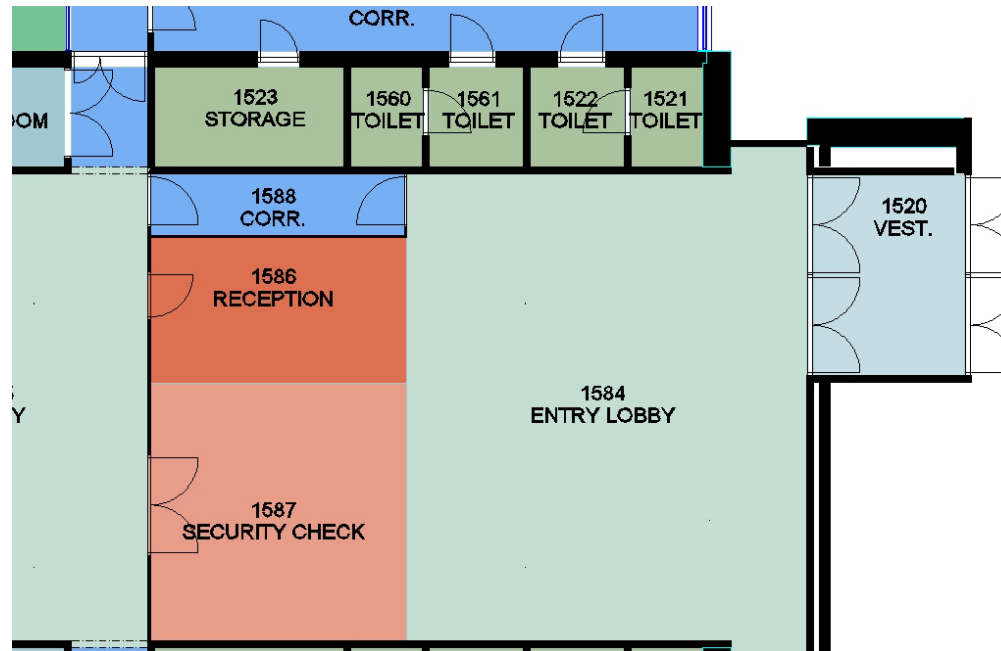 CORR.
1523
STORAGE
1560
TOILET
1561
TOILET
1522
TOILET
1521
TOILET
1588
CORR.
1520
VEST.
1586
RECEPTION
1584
ENTRY LOBBY
1587
SECURITY CHECK